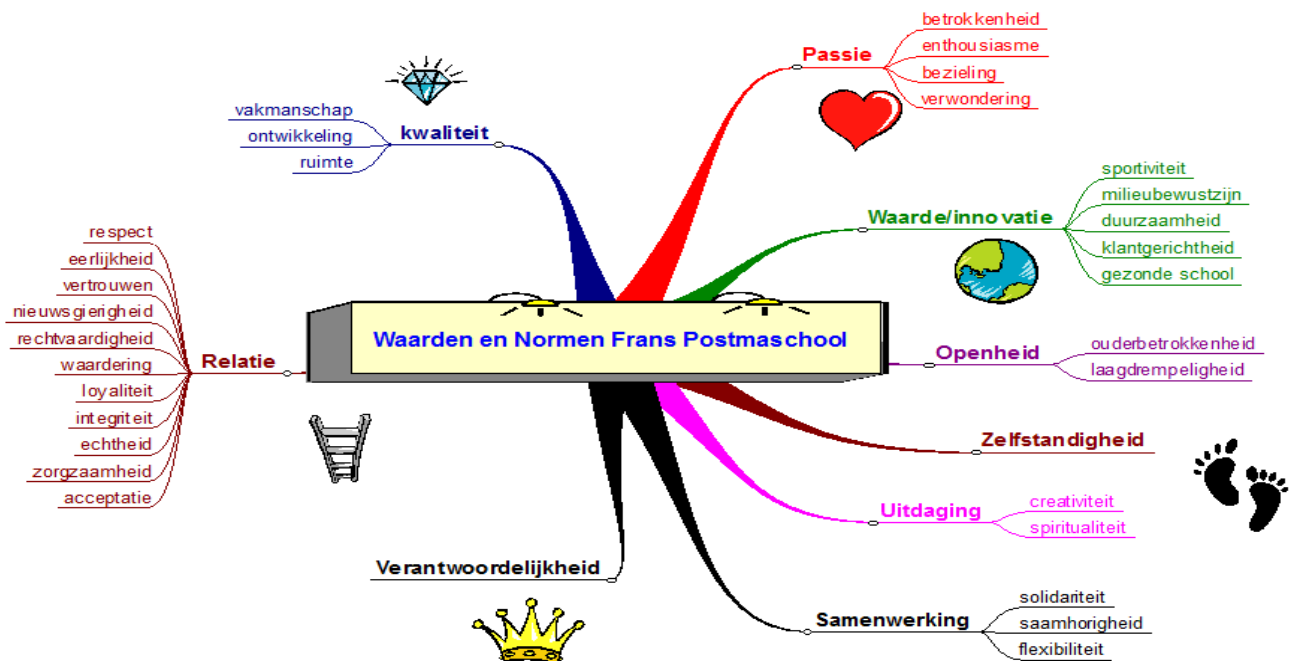 Waarden en Normen Frans Postmaschool
Passie
betrokkenheid
enthousiasme
bezieling
verwondering
Waarde/innovatie
sportiviteit
milieubewustzijn
duurzaamheid
klantgerichtheid
gezonde school
Openheid
ouderbetrokkenheid
laagdrempeligheid
Zelfstandigheid
Uitdaging
creativiteit
spiritualiteit
Samenwerking
solidariteit
saamhorigheid
flexibiliteit
Verantwoordelijkheid
Relatie
respect
eerlijkheid
vertrouwen
nieuwsgierigheid
rechtvaardigheid
waardering
loyaliteit
integriteit
echtheid
zorgzaamheid
acceptatie
kwaliteit
vakmanschap
ontwikkeling
ruimte